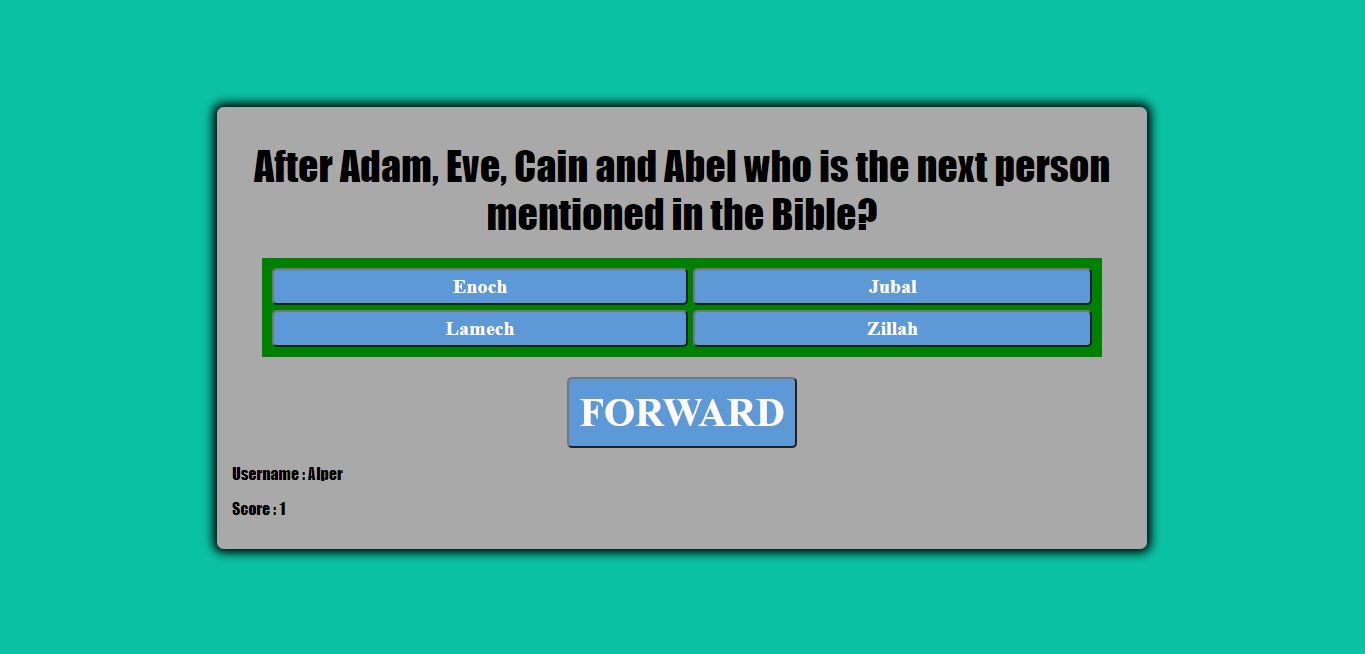 After Adam, Eve, Cain and Abel who is the next person
mentioned in the Bible?
Enoch
Jubal
Lamech
Zillah
FORWARD
Username : Alper
Score : 1